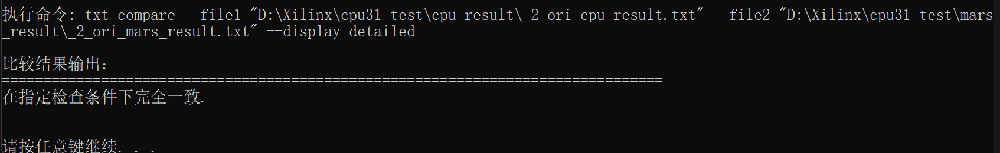 执行命令: txt_compare --file1 "D:\Xilinx\cpu31_test\cpu_result\_2_ori_cpu_result.txt" --file2 "D:\Xilinx\cpu31_test\mars
_result\_2_ori_mars_result.txt" --display detailed
比较结果输出：
================================================================================
在指定检查条件下完全一致.
================================================================================
请按任意键继续. . .